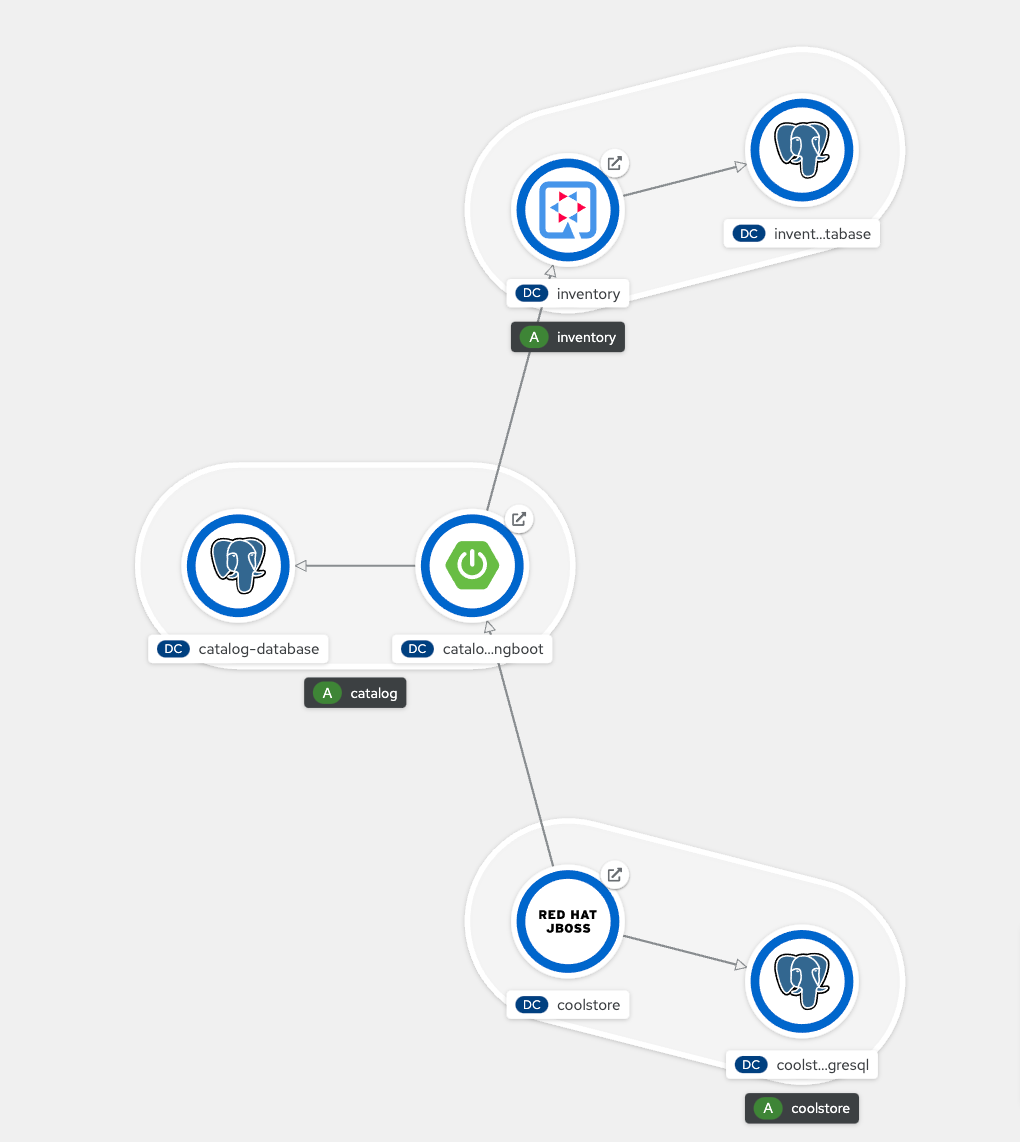 DC invent...tabase
DC inventory
A inventory
DC catalog-database
DC catalo...ngboot
A catalog
RED HAT
JBOSS
DC coolstore
DC coolst...gresql
A coolstore